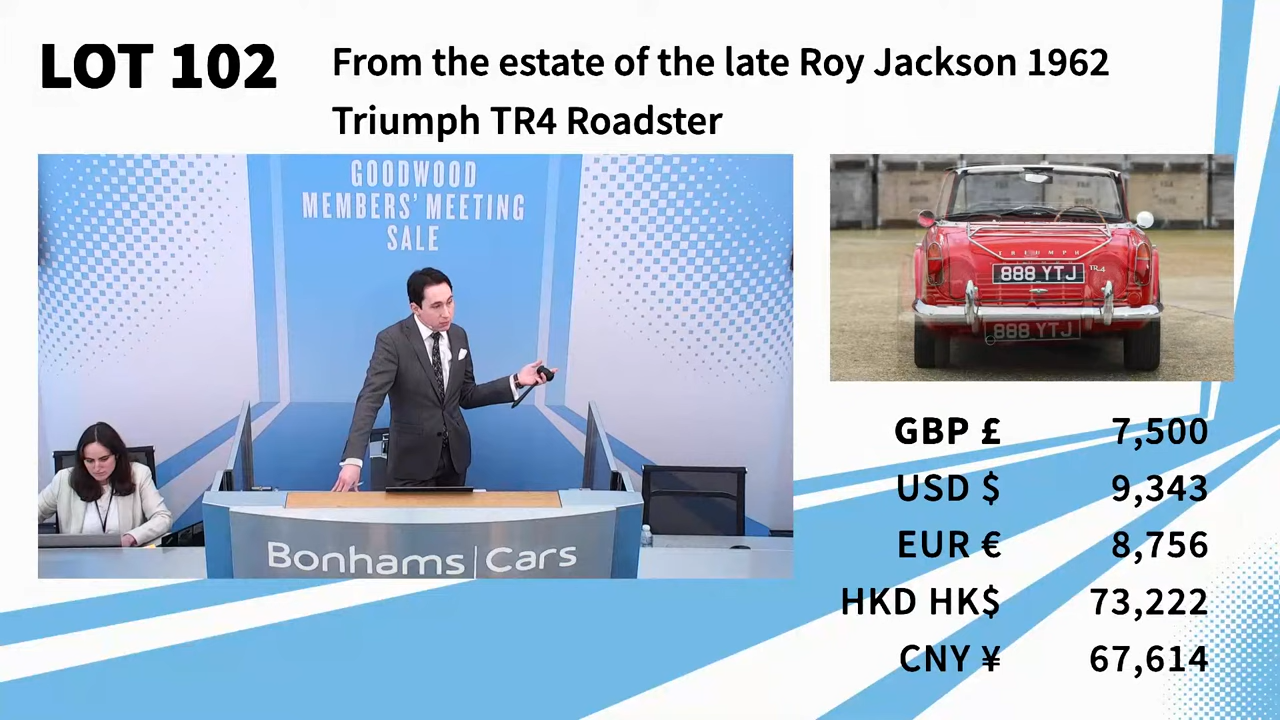 LOT 102
From the estate of the late Roy Jackson 1962
Triumph TR4 Roadster
GOODWOOD
MEMBERS' MEETING
SALE
Bonhams|Cars
TRIUMPH
TR4
888 YTJ
888 YTJ
GBP £ 7,500
USD $ 9,343
EUR € 8,756
HKD HK$ 73,222
CNY ¥ 67,614